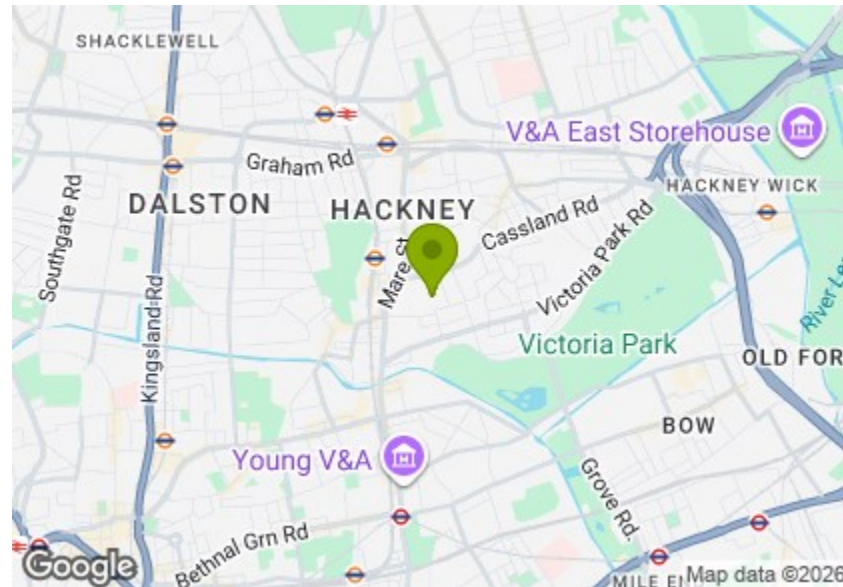 SHACKLEWELL
V&A East Storehouse
Graham Rd
HACKNEY WICK
DALSTON
HACKNEY
Cassland Rd
Southgate Rd
Mare St
Victoria Park Rd
Kingsland Rd
River Lea
Victoria Park
OLD FOR
BOW
Young V&A
Grove Rd.
Bethnal Grn Rd
Google
MILE E
Map data ©2026